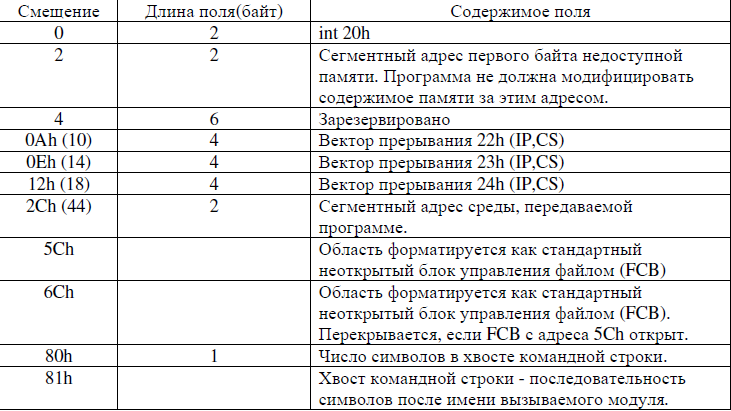 Смещение Длина поля(байт) Содержимое поля
0 2 int 20h
2 2 Сегментный адрес первого байта недоступной
памяти. Программа не должна модифицировать
содержимое памяти за этим адресом.
4 6 Зарезервировано
0Ah (10) 4 Вектор прерывания 22h (IP,CS)
0Eh (14) 4 Вектор прерывания 23h (IP,CS)
12h (18) 4 Вектор прерывания 24h (IP,CS)
2Ch (44) 2 Сегментный адрес среды, передаваемой
программе.
5Ch Область форматируется как стандартный
неоткрытый блок управления файлом (FCB)
6Ch Область форматируется как стандартный
неоткрытый блок управления файлом (FCB).
Перекрывается, если FCB с адреса 5Ch открыт.
80h 1 Число символов в хвосте командной строки.
81h Хвост командной строки - последовательность
символов после имени вызываемого модуля.